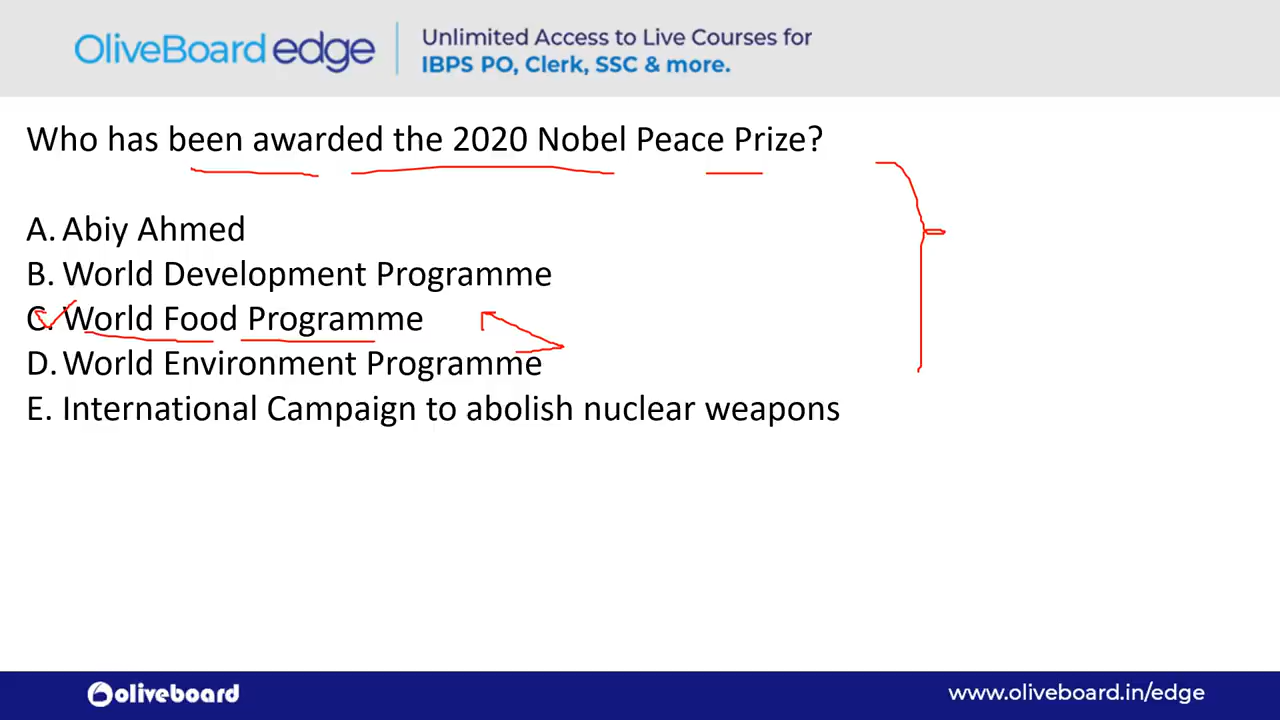 OliveBoard edge
Unlimited Access to Live Courses for
IBPS PO, Clerk, SSC & more.
Who has been awarded the 2020 Nobel Peace Prize?
A. Abiy Ahmed
B. World Development Programme
C. World Food Programme
D. World Environment Programme
E. International Campaign to abolish nuclear weapons
oliveboard
www.oliveboard.in/edge